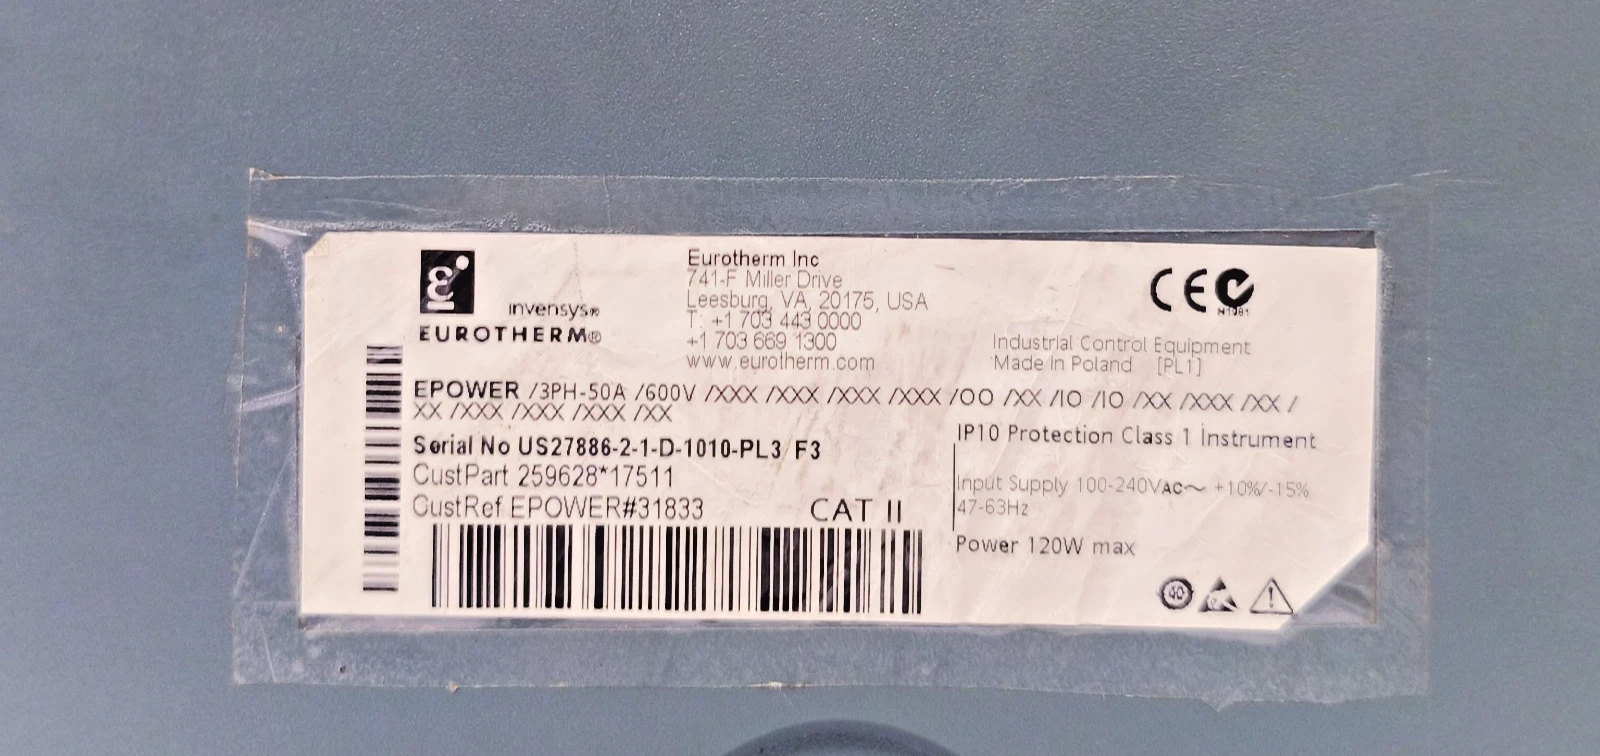 invensys®
EUROTHERM®
Eurotherm Inc
741-F Miller Drive
Leesburg, VA, 20175, USA
T: +1 703 443 0000
+1 703 669 1300
www.eurotherm.com
CE
N1981
Industrial Control Equipment
Made In Poland [PL1]
EPOWER /3PH-50A /600V /XXX /XXX /XXX /XXX /OO /XX /IO /IO /XX /XXX /XX /
XX /XXX /XXX /XXX /XX
Serial No US27886-2-1-D-1010-PL3 F3
CustPart 259628*17511
CustRef EPOWER#31833
CAT II
IP10 Protection Class 1 Instrument
Input Supply 100-240VAC~ +10%/-15%
47-63Hz
Power 120W max
40